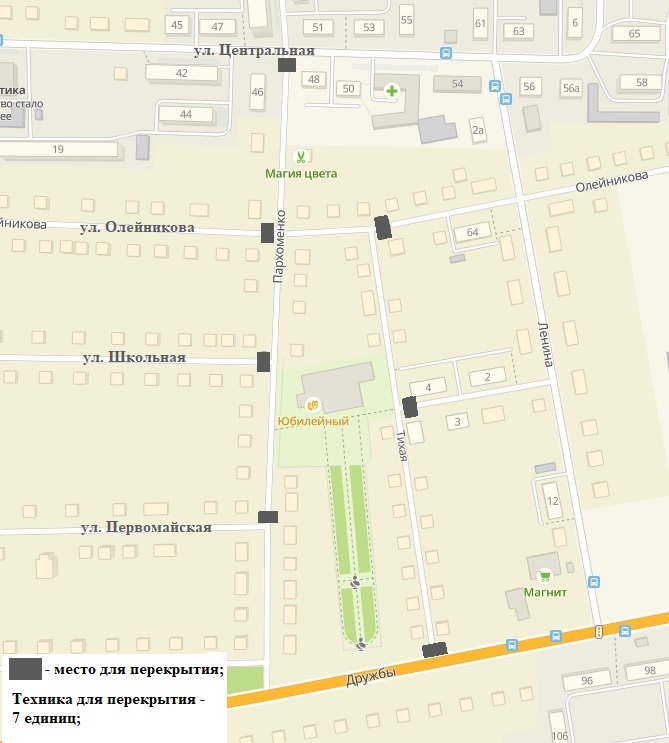 45
47
51
53
55
61
63
6
65
ул. Центральная
42
46
48
50
54
56
56а
58
тика
во стало
ее
44
2а
19
Магия цвета
Олейникова
йникова
ул. Олейникова
Пархоменко
64
Ленина
ул. Школьная
4
2
Юбилейный
3
Тихая
12
ул. Первомайская
Магнит
- место для перекрытия;
Дружбы
Техника для перекрытия -
7 единиц;
96
98
106